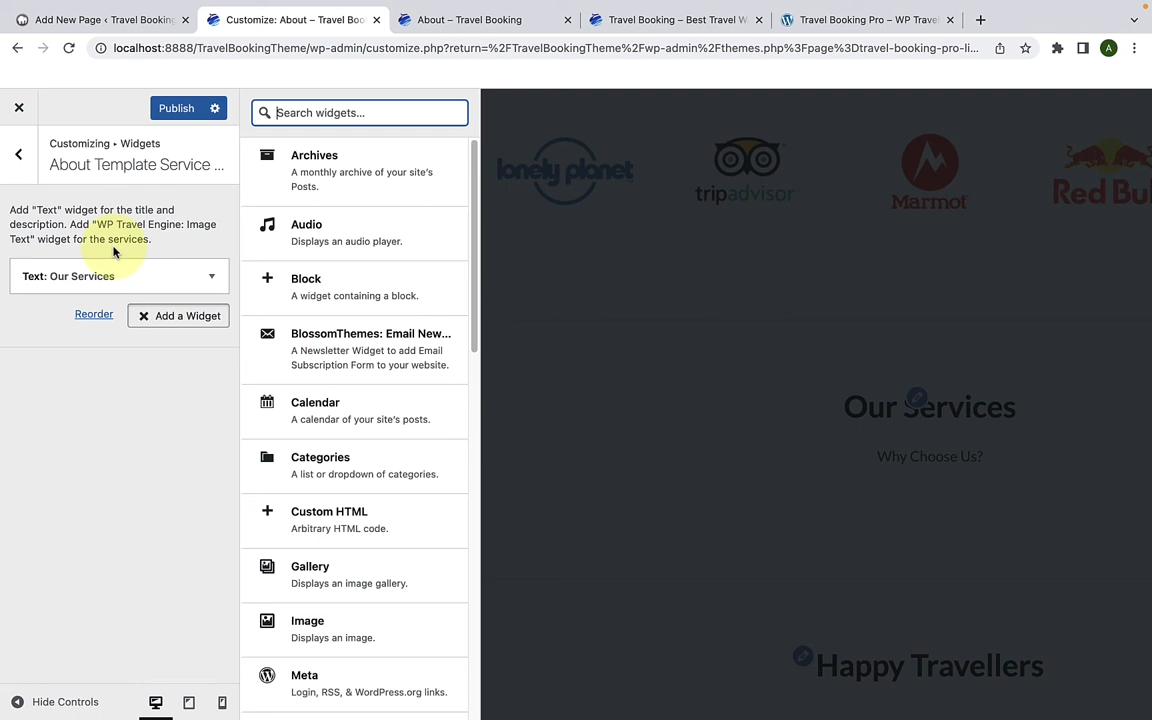 Add New Page ‹ Travel Booking
Customize: About – Travel Boo
About – Travel Booking
Travel Booking – Best Travel W
Travel Booking Pro – WP Travel
localhost:8888/TravelBookingTheme/wp-admin/customize.php?return=%2FTravelBookingTheme%2Fwp-admin%2Fthemes.php%3Fpage%3Dtravel-booking-pro-li...
A
Publish
Customizing ▸ Widgets
About Template Service ...
Add "Text" widget for the title and
description. Add "WP Travel Engine: Image
Text" widget for the services.
Text: Our Services
Reorder
Add a Widget
Hide Controls
Search widgets...
Archives
A monthly archive of your site's
Posts.
Audio
Displays an audio player.
Block
A widget containing a block.
BlossomThemes: Email New...
A Newsletter Widget to add Email
Subscription Form to your website.
Calendar
A calendar of your site's posts.
Categories
A list or dropdown of categories.
Custom HTML
Arbitrary HTML code.
Gallery
Displays an image gallery.
Image
Displays an image.
Meta
Login, RSS, & WordPress.org links.
lonely planet
tripadvisor
Marmot
Red Bul
Our Services
Why Choose Us?
Happy Travellers